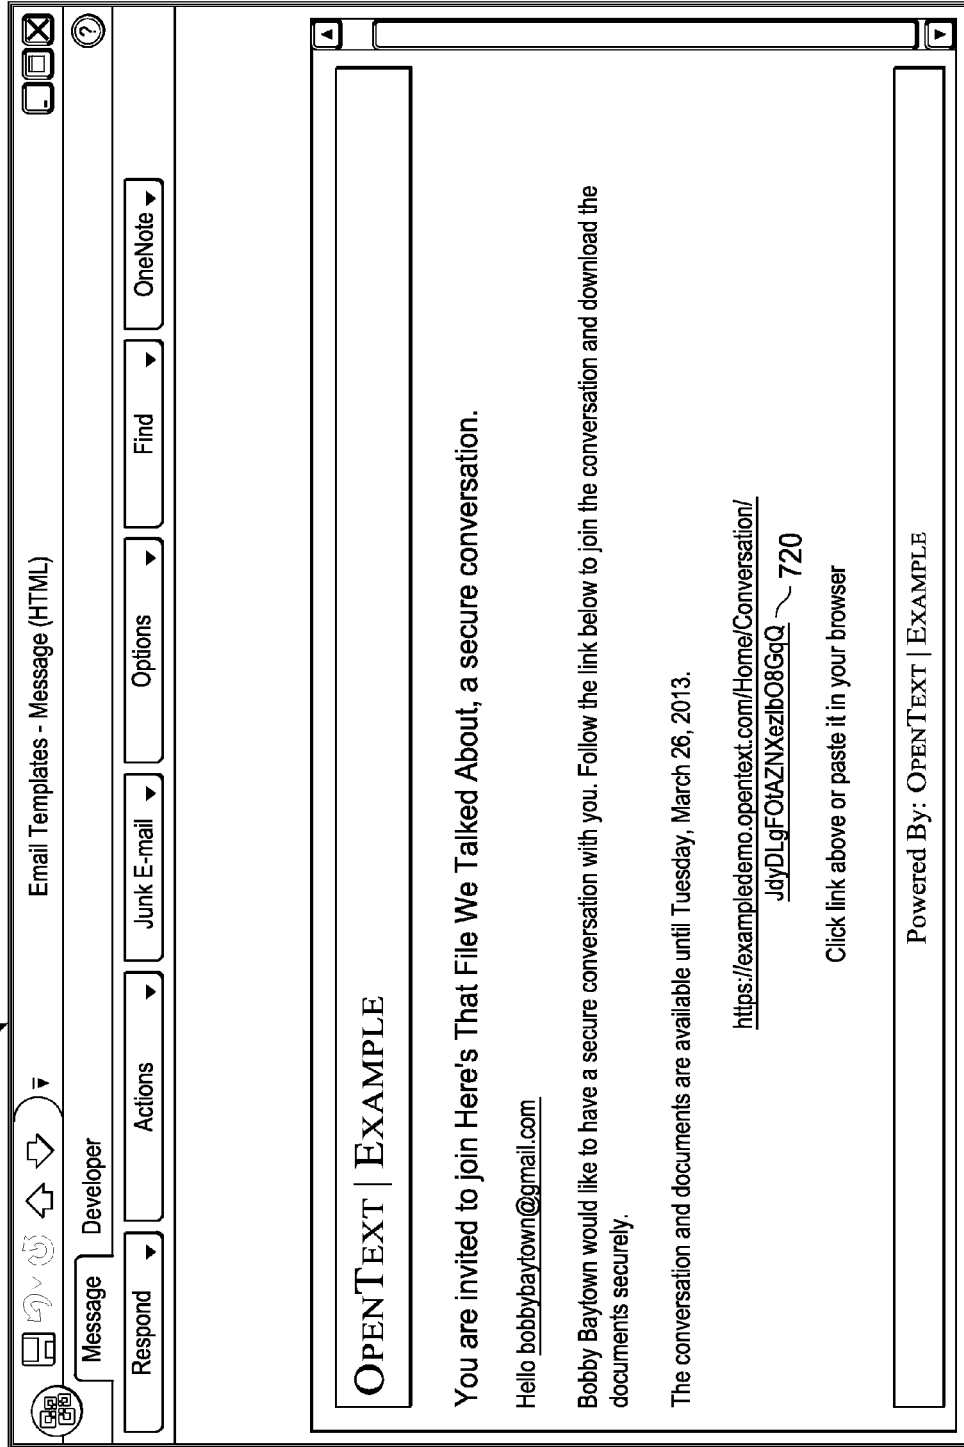 Email Templates - Message (HTML)
Message
Developer
Respond
Actions
Junk E-mail
Options
Find
OneNote
OPENTEXT | EXAMPLE
You are invited to join Here's That File We Talked About, a secure conversation.
Hello bobbybaytown@gmail.com
Bobby Baytown would like to have a secure conversation with you. Follow the link below to join the conversation and download the
documents securely.
The conversation and documents are available until Tuesday, March 26, 2013.
https://exampledemo.opentext.com/Home/Conversation/
JdyDLgFOtAZNXezlbO8GqQ 720
Click link above or paste it in your browser
Powered By: OPENTEXT | EXAMPLE